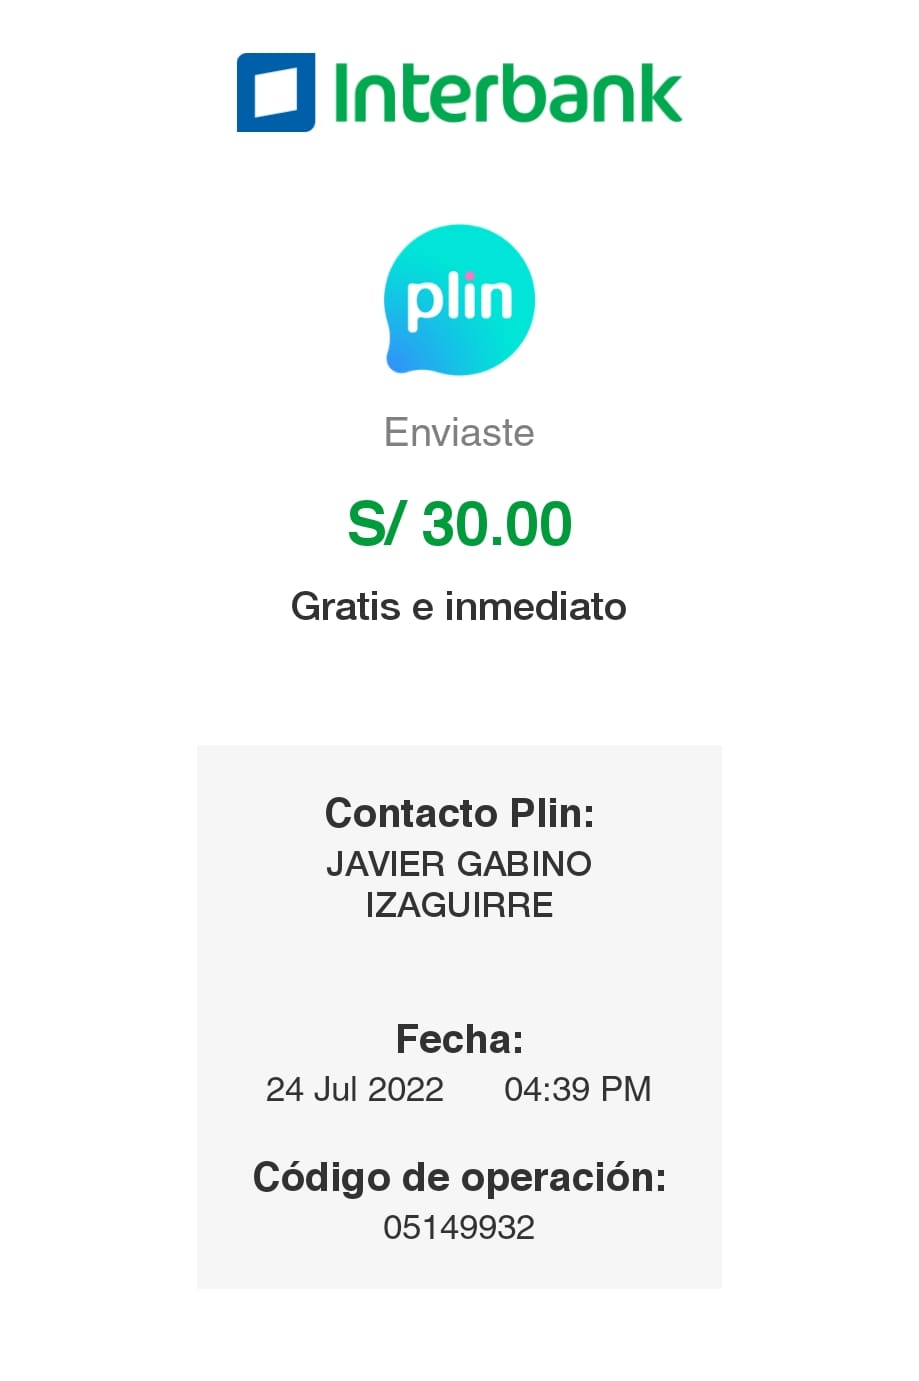 Interbank
plin
Enviaste
S/ 30.00
Gratis e inmediato
Contacto Plin:
JAVIER GABINO
IZAGUIRRE
Fecha:
24 Jul 2022 04:39 PM
Código de operación:
05149932